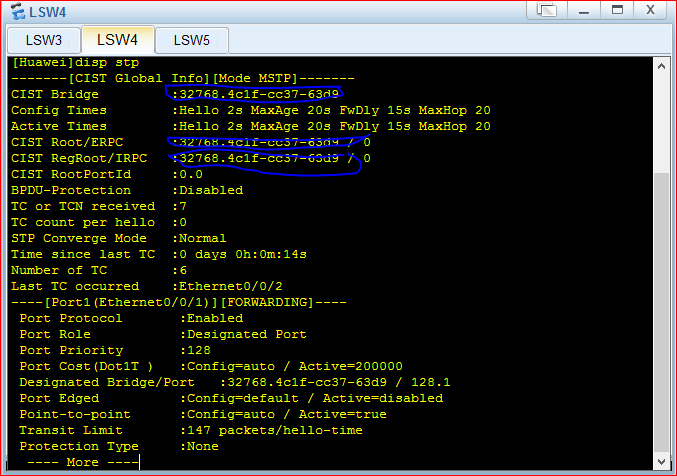 LSW4
LSW3 LSW4 LSW5
[Huawei]disp stp
-------[CIST Global Info][Mode MSTP]-------
CIST Bridge :32768.4c1f-cc37-63d9
Config Times :Hello 2s MaxAge 20s FwDly 15s MaxHop 20
Active Times :Hello 2s MaxAge 20s FwDly 15s MaxHop 20
CIST Root/ERPC :32768.4c1f-cc37-63d9 / 0
CIST RegRoot/IRPC :32768.4c1f-cc37-63d9 / 0
CIST RootPortId :0.0
BPDU-Protection :Disabled
TC or TCN received :7
TC count per hello :0
STP Converge Mode :Normal
Time since last TC :0 days 0h:0m:14s
Number of TC :6
Last TC occurred :Ethernet0/0/2
----[Port1(Ethernet0/0/1)][FORWARDING]----
Port Protocol :Enabled
Port Role :Designated Port
Port Priority :128
Port Cost(Dot1T ) :Config=auto / Active=200000
Designated Bridge/Port :32768.4c1f-cc37-63d9 / 128.1
Port Edged :Config=default / Active=disabled
Point-to-point :Config=auto / Active=true
Transit Limit :147 packets/hello-time
Protection Type :None
---- More ----